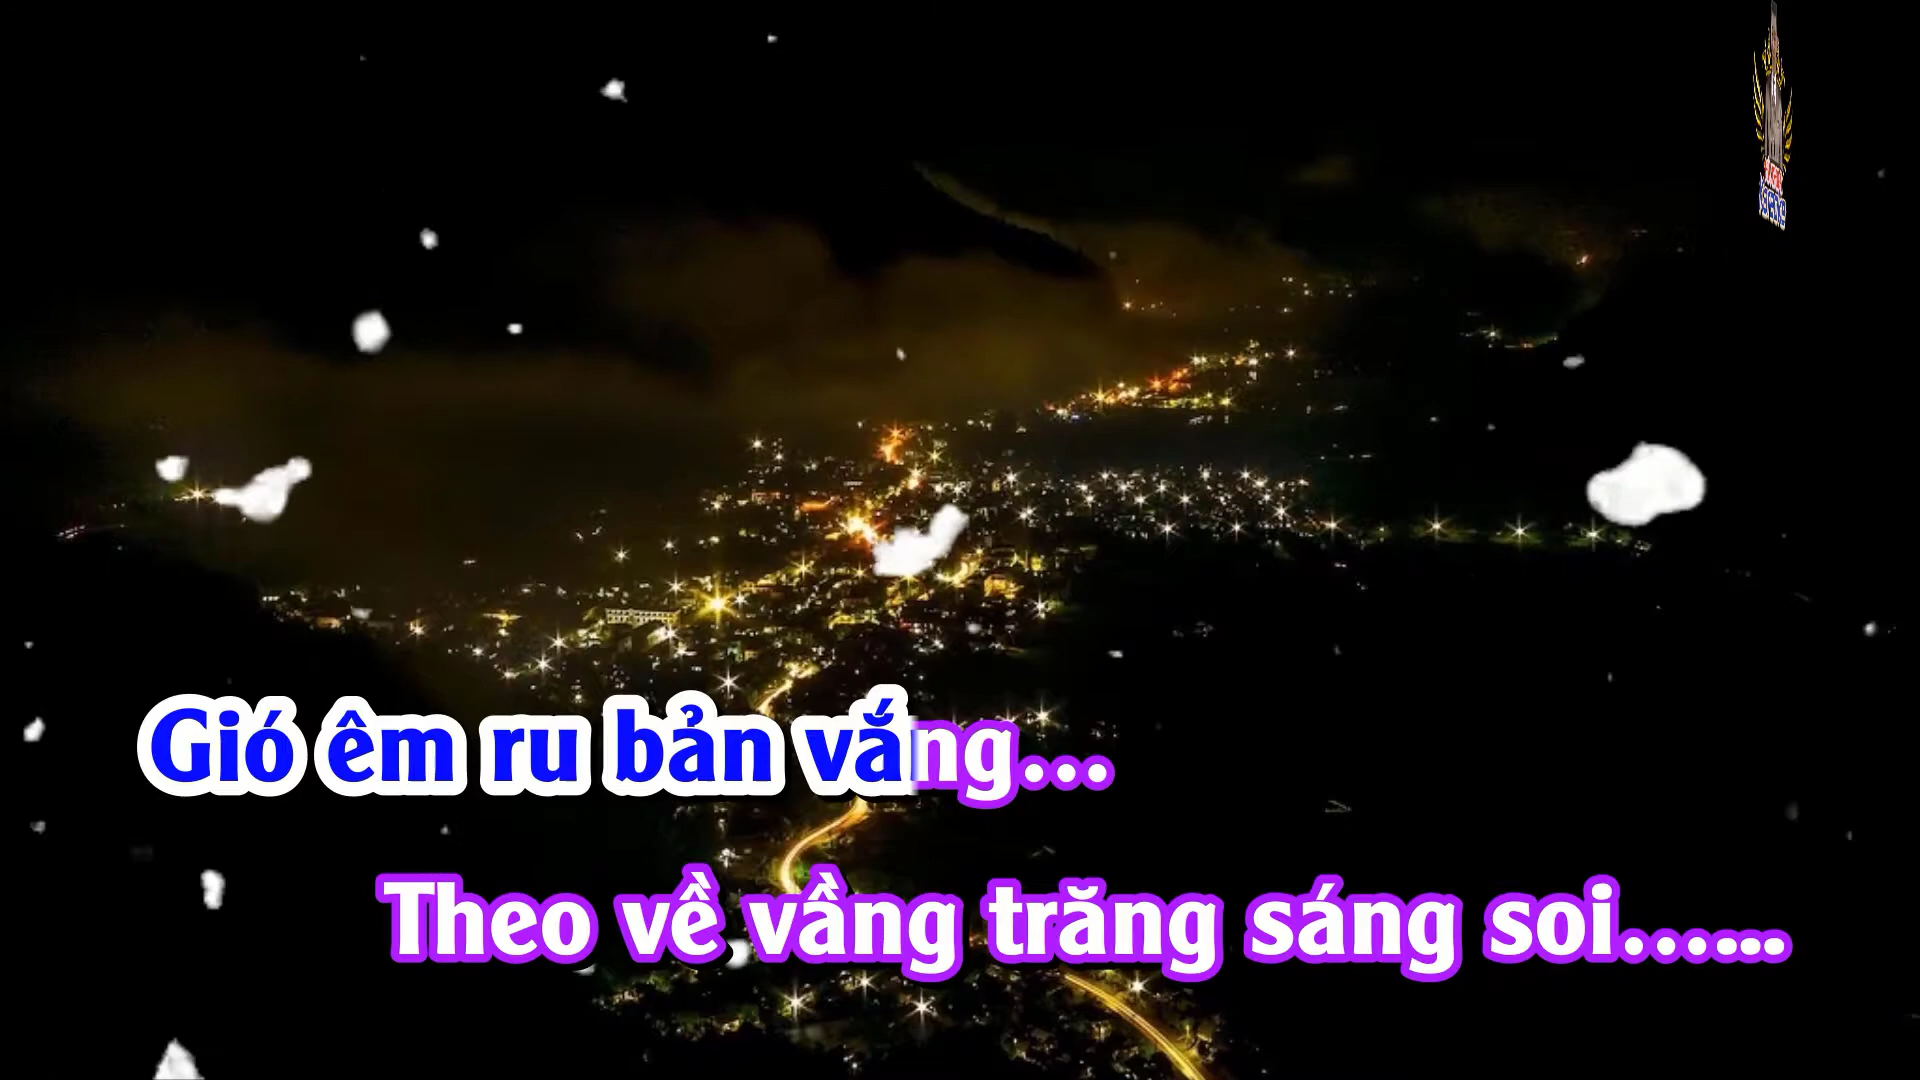 Gió êm ru bản vắng...
Theo về vầng trăng sáng soi......